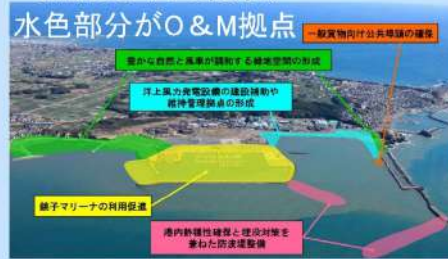 水色部分がO&M拠点
一般貨物向け公共埠頭の確保
豊かな自然と風車が調和する緑地空間の形成
洋上風力発電設備の建設補助や
維持管理拠点の形成
銚子マリーナの利用促進
港内静穏性確保と埋没対策を
兼ねた防波堤整備